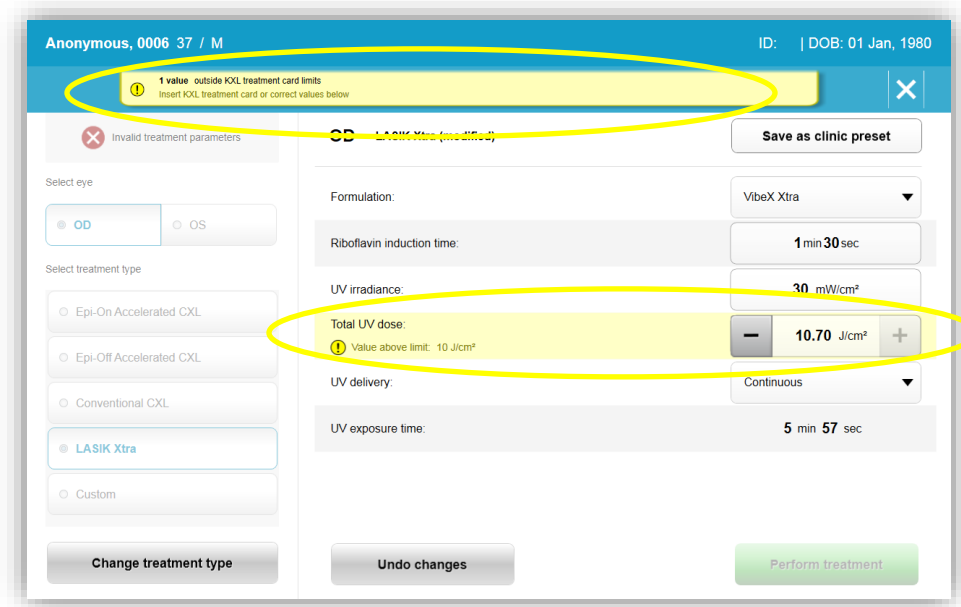 Anonymous, 0006 37 / M
ID: | DOB: 01 Jan, 1980
1 value outside KXL treatment card limits
Insert KXL treatment card or correct values below
Invalid treatment parameters
OD LASIK Xtra (modified)
Save as clinic preset
Select eye
OD
OS
Select treatment type
Epi-On Accelerated CXL
Epi-Off Accelerated CXL
Conventional CXL
LASIK Xtra
Custom
Change treatment type
Formulation:
VibeX Xtra
Riboflavin induction time:
1 min 30 sec
UV irradiance:
30 mW/cm²
Total UV dose:
Value above limit: 10 J/cm²
− 10.70 J/cm² +
UV delivery:
Continuous
UV exposure time:
5 min 57 sec
Undo changes
Perform treatment